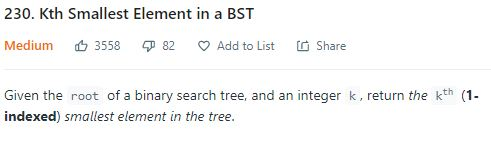 230. Kth Smallest Element in a BST
Medium 3558 82 Add to List Share
Given the root of a binary search tree, and an integer k, return the kth (1-
indexed) smallest element in the tree.